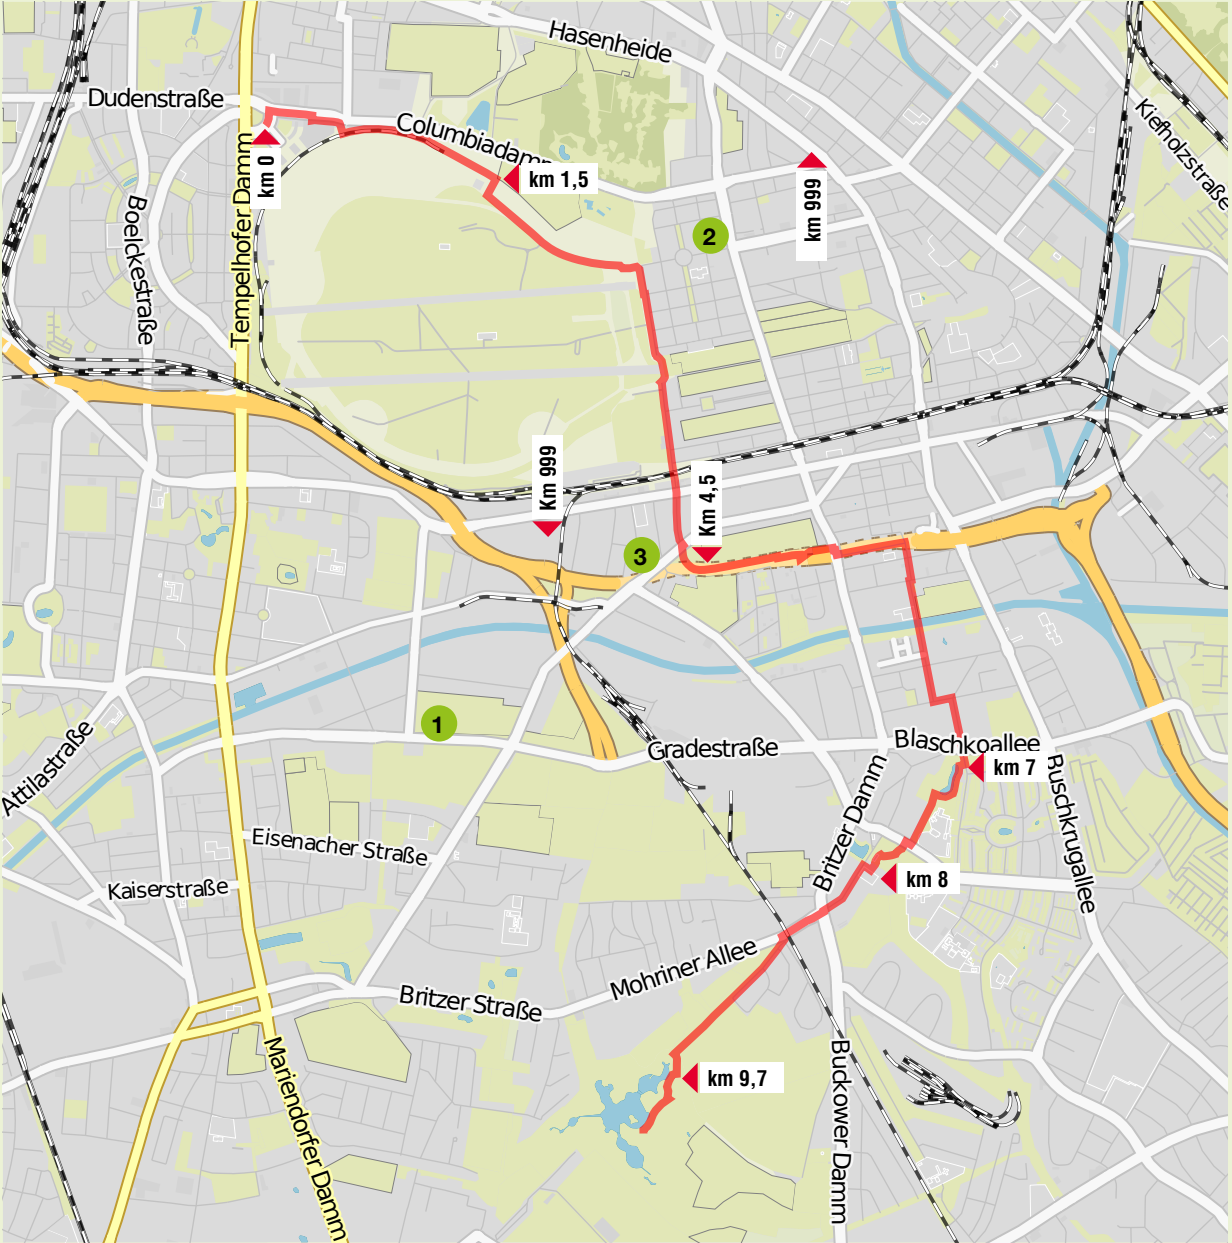 Hasenheide
Dudenstraße
Columbiadamm
Kiefholzstraße
km 0
km 1,5
km 999
Tempelhofer Damm
Boelckestraße
2
Km 999
Km 4,5
3
1
Attilastraße
Gradestraße
Blaschkoallee
km 7
Buschkrugallee
Britzer Damm
Eisenacher Straße
Kaiserstraße
km 8
Mohriner Allee
Britzer Straße
Mariendorfer Damm
km 9,7
Buckower Damm